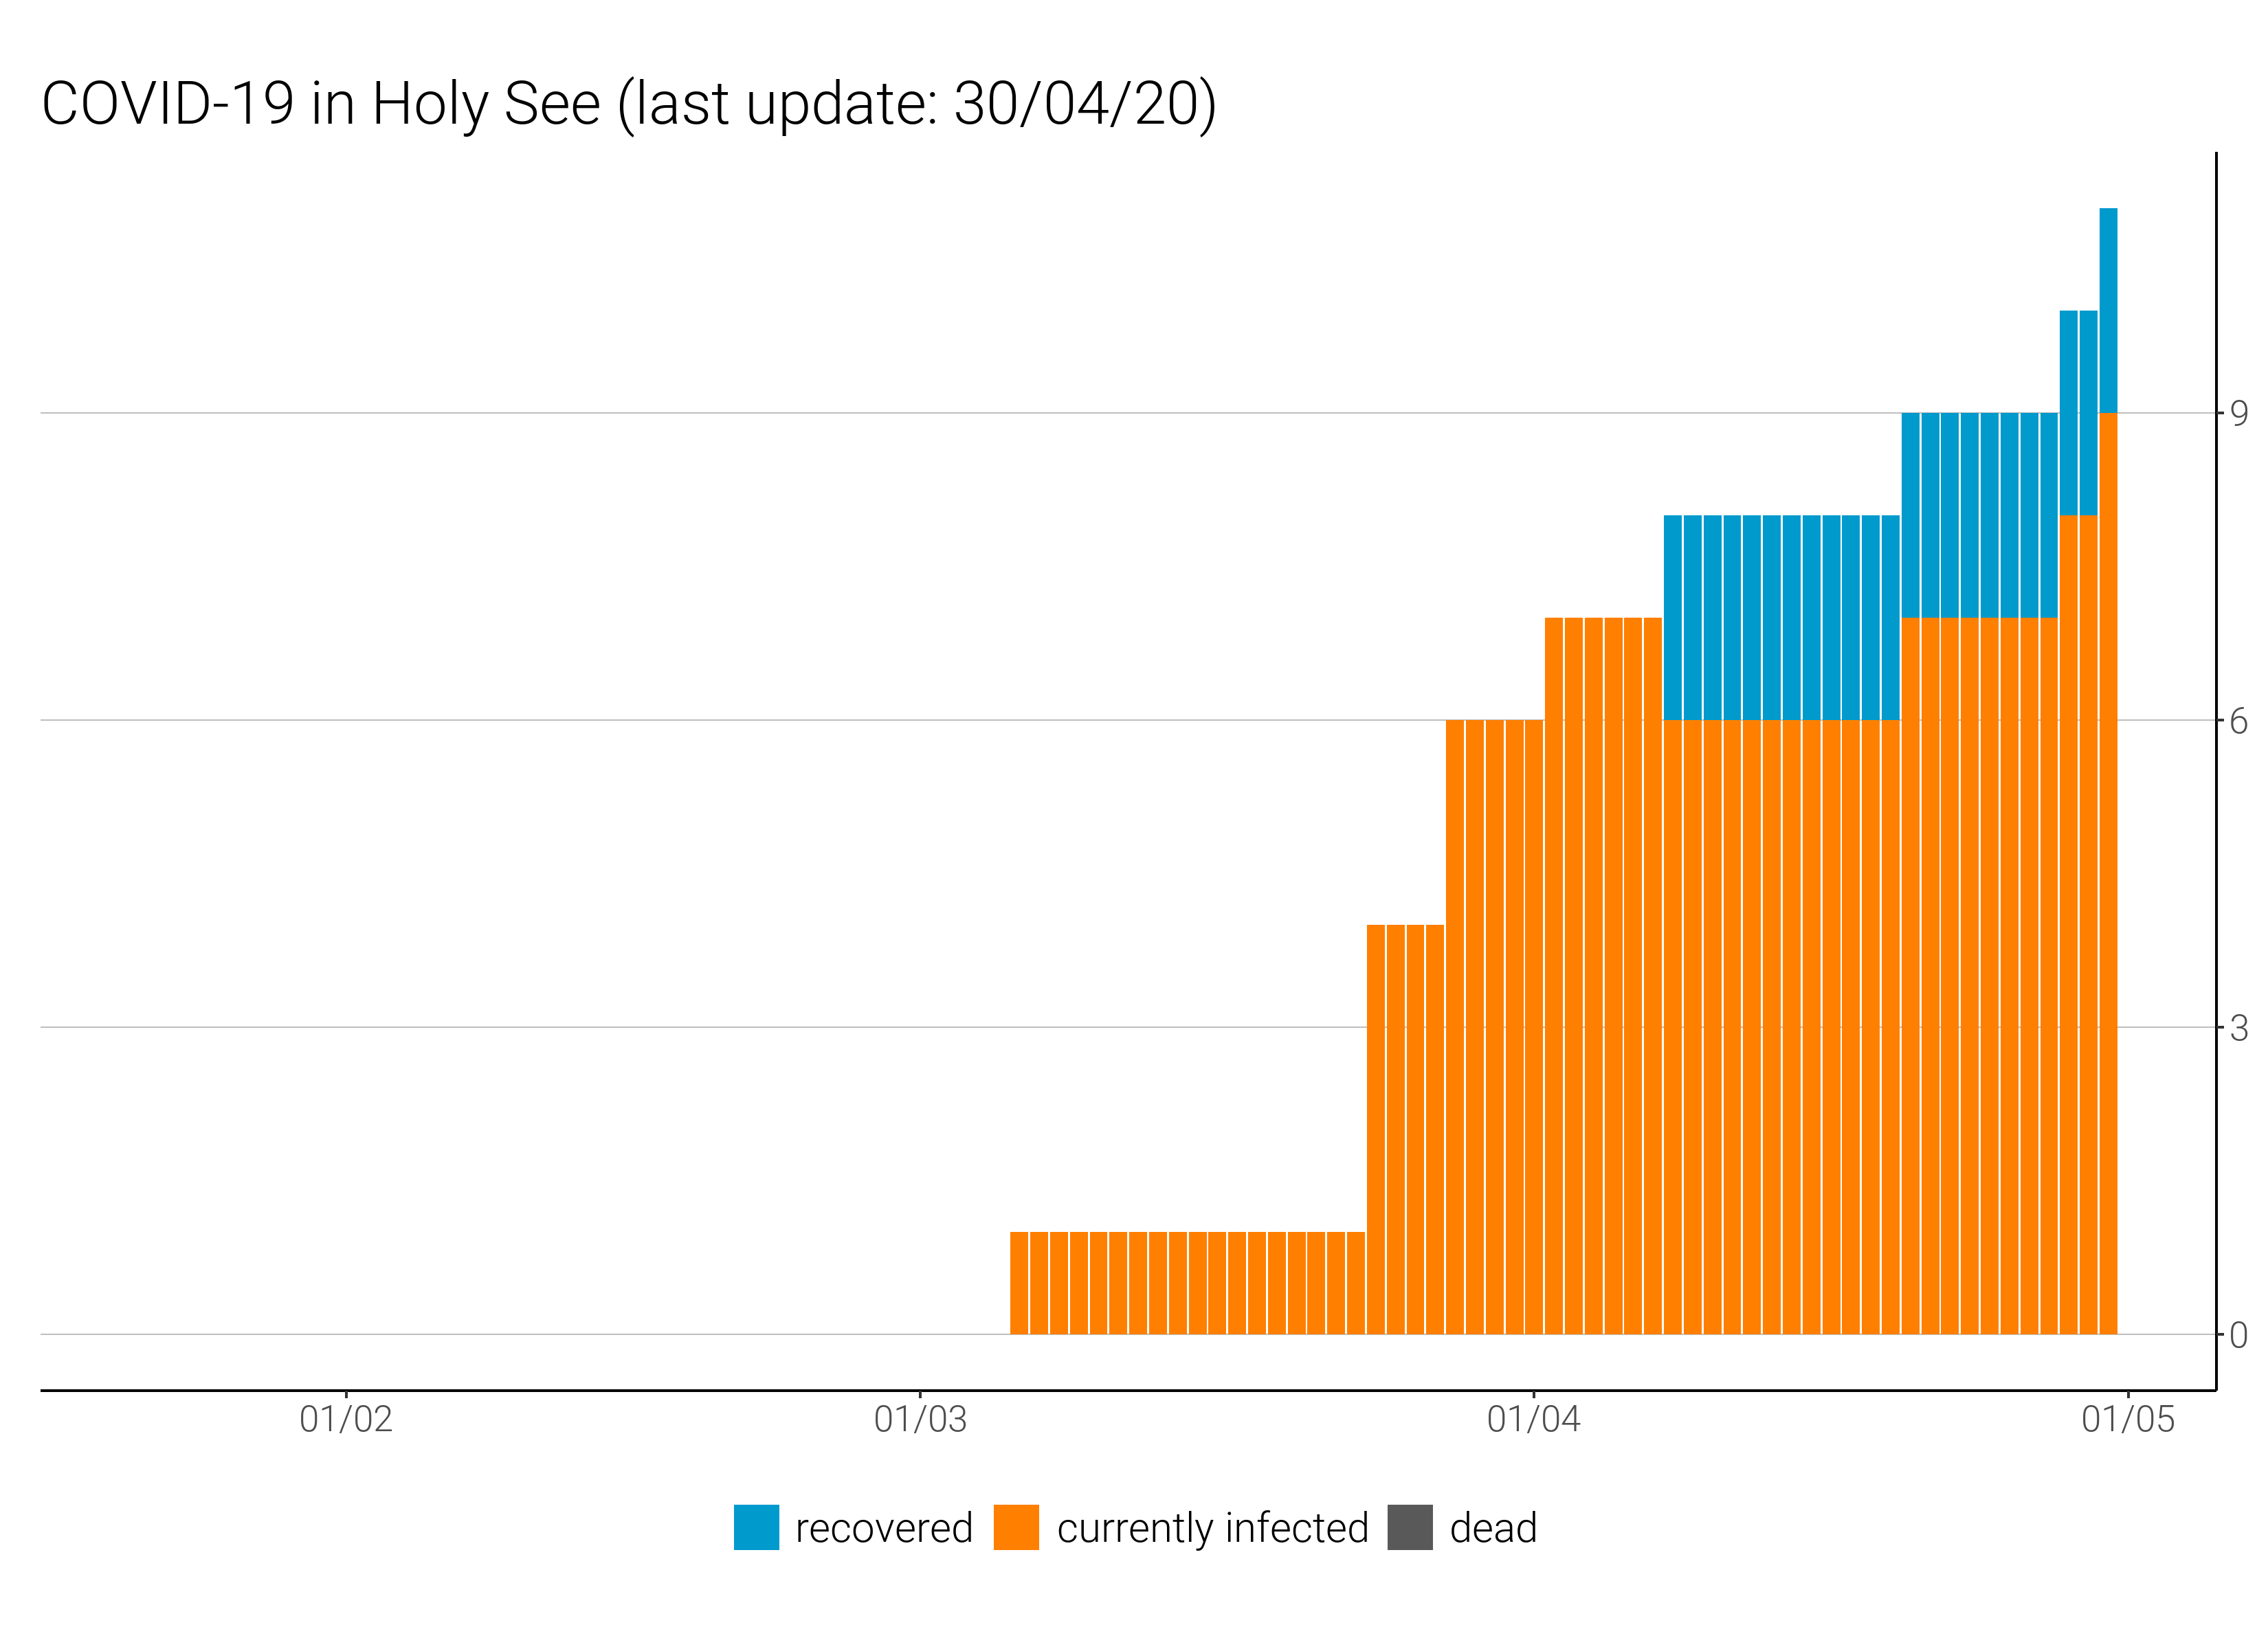 COVID-19 in Holy See (last update: 30/04/20)
9
6
3
0
01/02 01/03 01/04 01/05
recovered currently infected dead